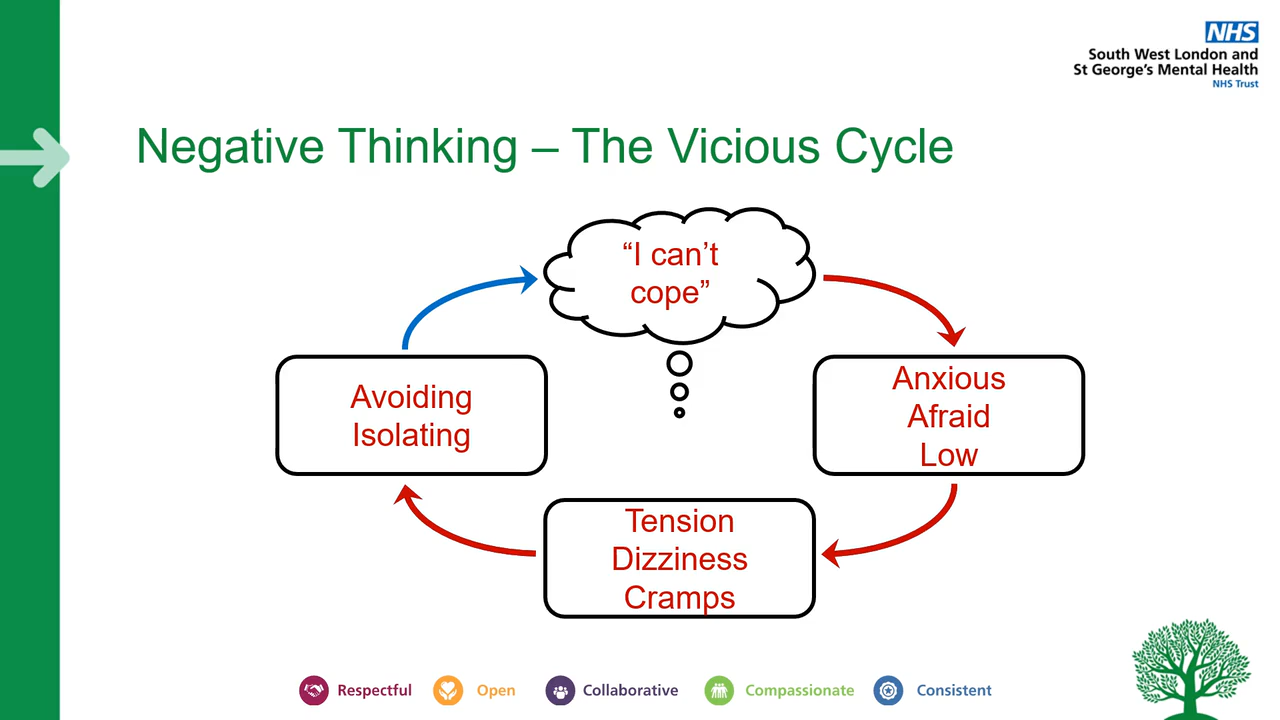 NHS
South West London and
St George's Mental Health
NHS Trust
Negative Thinking – The Vicious Cycle
“I can’t
cope”
Anxious
Afraid
Low
Tension
Dizziness
Cramps
Avoiding
Isolating
Respectful
Open
Collaborative
Compassionate
Consistent